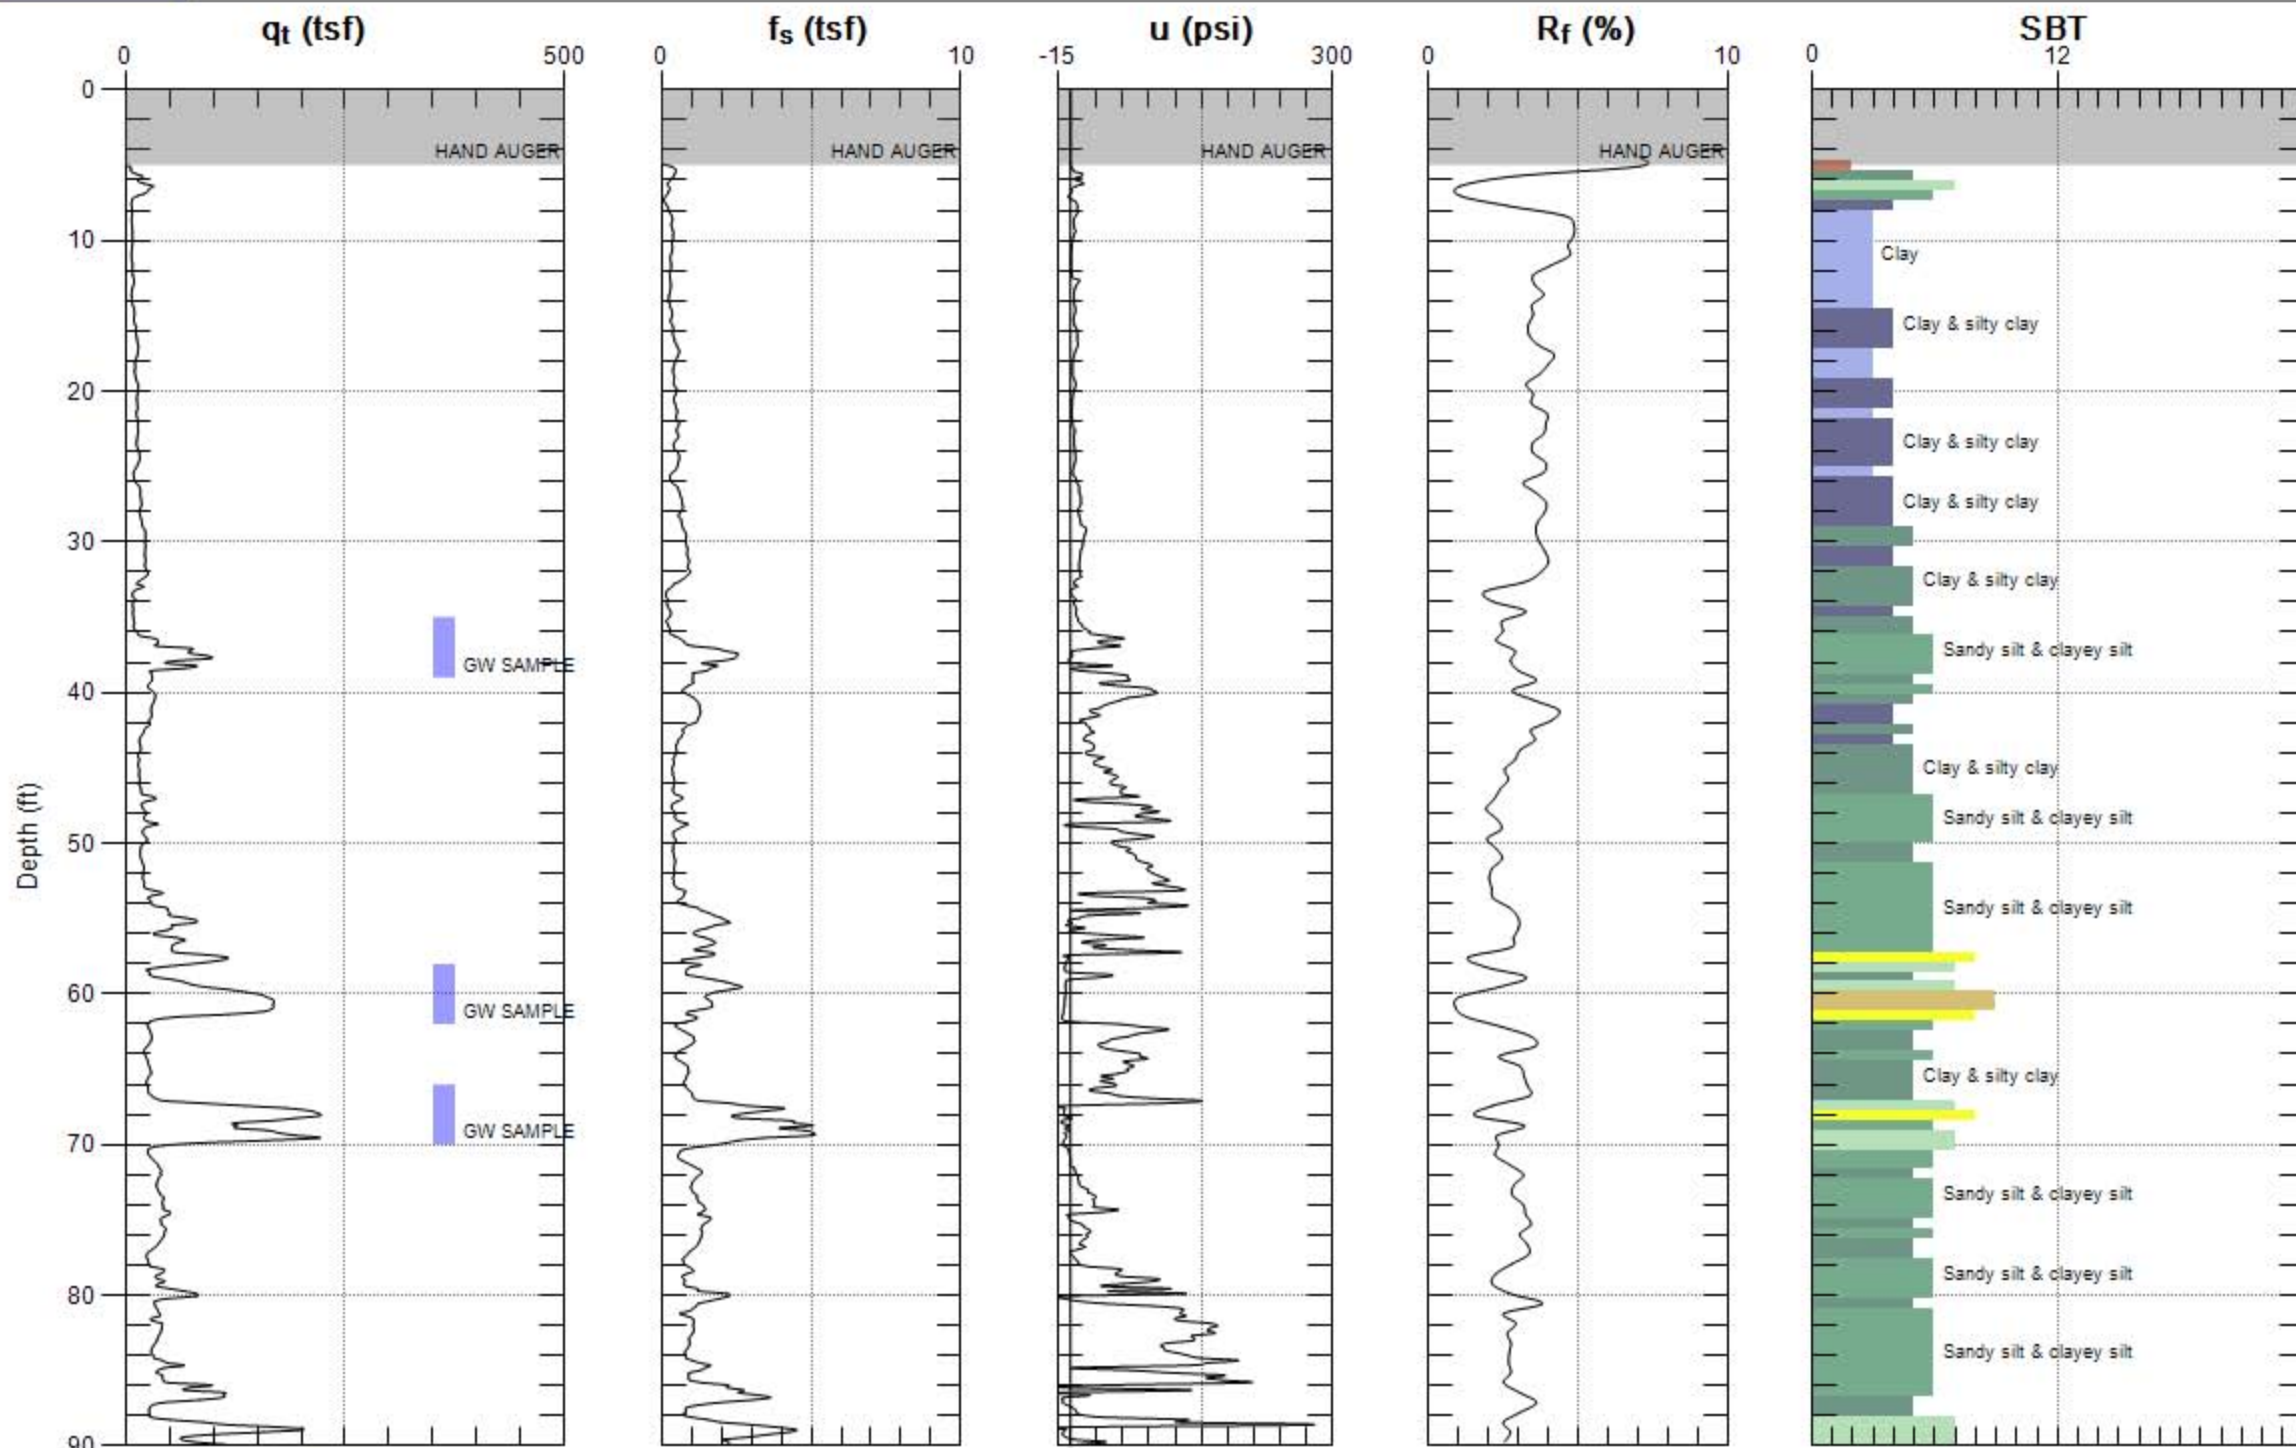 qt (tsf) fs (tsf) u (psi) Rf (%) SBT
0 500 0 10 -15 300 0 10 0 12
0
HAND AUGER HAND AUGER HAND AUGER HAND AUGER
10
Clay
Clay & silty clay
20
Clay & silty clay
Clay & silty clay
30
Clay & silty clay
Sandy silt & clayey silt
GW SAMPLE
40
Clay & silty clay
Sandy silt & clayey silt
Depth (ft)
50
Sandy silt & clayey silt
60
GW SAMPLE
Clay & silty clay
GW SAMPLE
70
Sandy silt & clayey silt
Sandy silt & clayey silt
80
Sandy silt & clayey silt
90